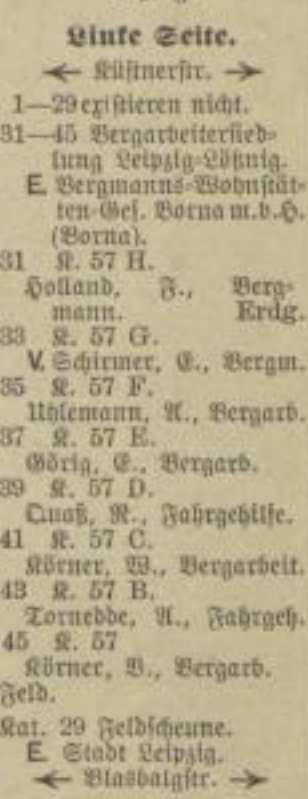 Linke Seite.
← Küstnerstr. →
1—29 existieren nicht.
31—45 Bergarbeitersied-
lung Leipzig-Lößnig.
E. Bergmanns-Wohnstät-
ten-Ges. Borna m.b.H.
(Borna).
31 K. 57 H.
Holland, F., Berg-
mann. Erdg.
33 K. 57 G.
V. Schirmer, E., Bergm.
35 K. 57 F.
Uhlemann, A., Bergarb.
37 K. 57 E.
Görig, E., Bergarb.
39 K. 57 D.
Quaß, R., Fahrgehilfe.
41 K. 57 C.
Körner, W., Bergarbeit.
43 K. 57 B.
Tornedde, A., Fahrgeh.
45 K. 57
Körner, B., Bergarb.
Feld.
Kat. 29 Feldscheune.
E. Stadt Leipzig.
← Blasbalgstr. →